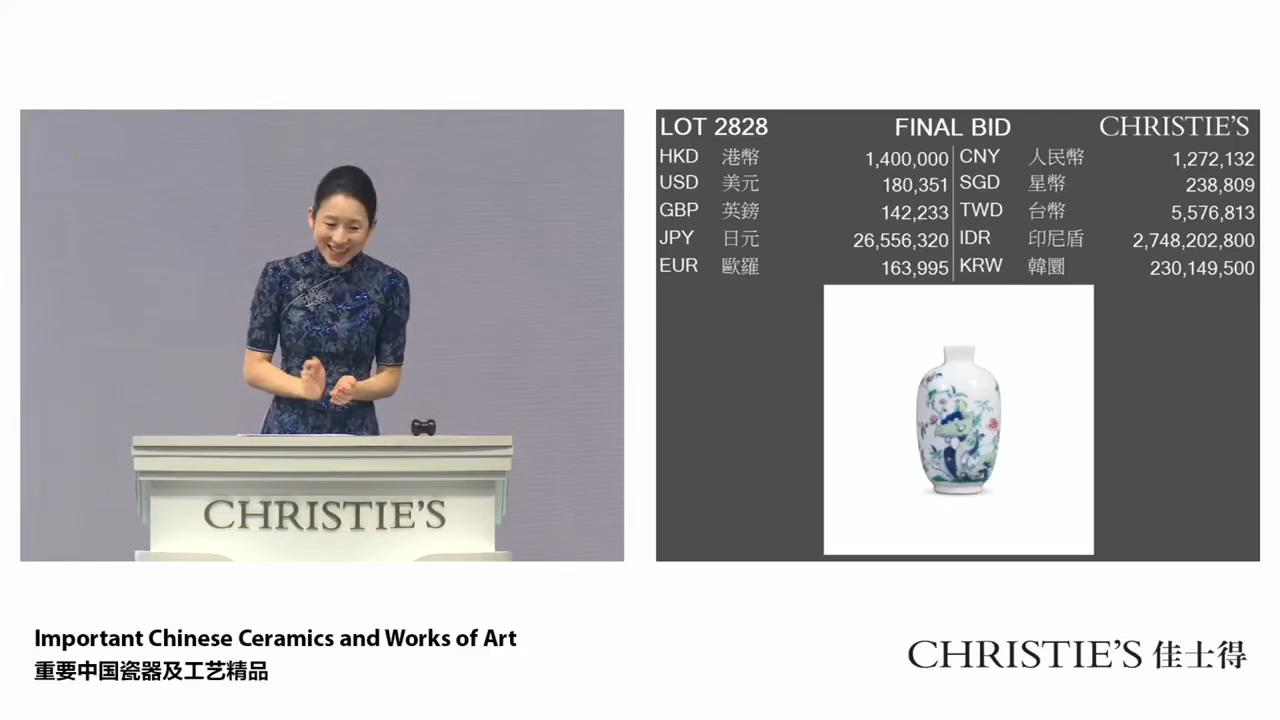 CHRISTIE'S
LOT 2828 FINAL BID CHRISTIE'S
HKD 港幣 1,400,000 CNY 人民幣 1,272,132
USD 美元 180,351 SGD 星幣 238,809
GBP 英鎊 142,233 TWD 台幣 5,576,813
JPY 日元 26,556,320 IDR 印尼盾 2,748,202,800
EUR 歐羅 163,995 KRW 韓圜 230,149,500
Important Chinese Ceramics and Works of Art
重要中国瓷器及工艺精品
CHRISTIE'S 佳士得